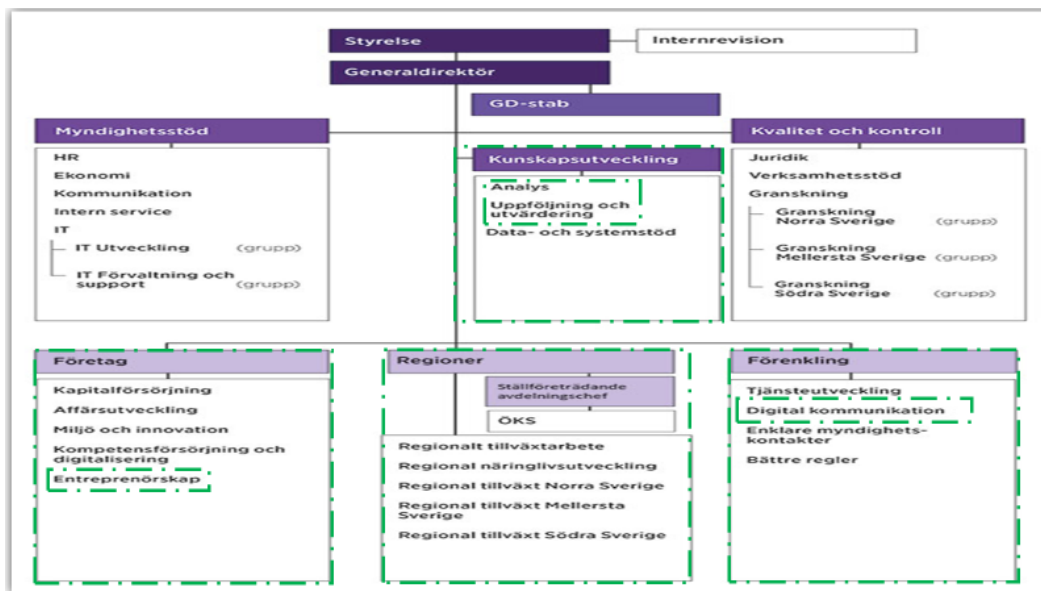 Styrelse
Internrevision
Generaldirektör
GD-stab
Myndighetsstöd
HR
Ekonomi
Kommunikation
Intern service
IT
IT Utveckling (grupp)
IT Förvaltning och
support (grupp)
Kunskapsutveckling
Analys
Uppföljning och
utvärdering
Data- och systemstöd
Kvalitet och kontroll
Juridik
Verksamhetsstöd
Granskning
Granskning
Norra Sverige (grupp)
Granskning
Mellersta Sverige (grupp)
Granskning
Södra Sverige (grupp)
Företag
Kapitalförsörjning
Affärsutveckling
Miljö och innovation
Kompetensförsörjning och
digitalisering
Entreprenörskap
Regioner
Ställföreträdande
avdelningschef
ÖKS
Regionalt tillväxtarbete
Regional näringlivsutveckling
Regional tillväxt Norra Sverige
Regional tillväxt Mellersta
Sverige
Regional tillväxt Södra Sverige
Förenkling
Tjänsteutveckling
Digital kommunikation
Enklare myndighets-
kontakter
Bättre regler